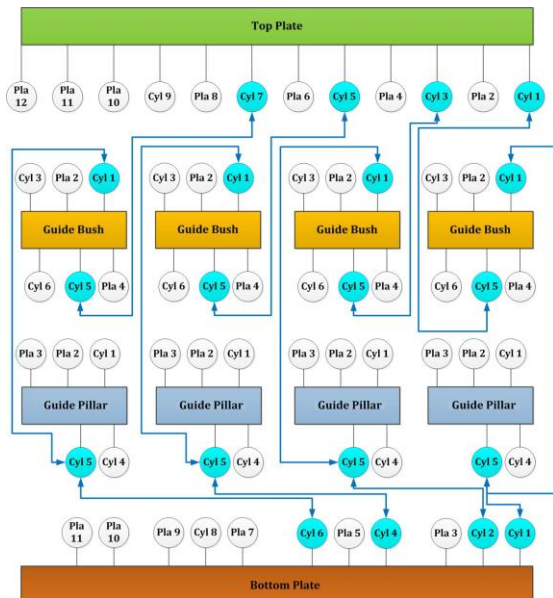 Top Plate
Pla 12
Pla 11
Pla 10
Cyl 9
Pla 8
Cyl 7
Pla 6
Cyl 5
Pla 4
Cyl 3
Pla 2
Cyl 1
Cyl 3 Pla 2 Cyl 1
Cyl 3 Pla 2 Cyl 1
Cyl 3 Pla 2 Cyl 1
Cyl 3 Pla 2 Cyl 1
Guide Bush
Guide Bush
Guide Bush
Guide Bush
Cyl 6 Cyl 5 Pla 4
Cyl 6 Cyl 5 Pla 4
Cyl 6 Cyl 5 Pla 4
Cyl 6 Cyl 5 Pla 4
Pla 3 Pla 2 Cyl 1
Pla 3 Pla 2 Cyl 1
Pla 3 Pla 2 Cyl 1
Pla 3 Pla 2 Cyl 1
Guide Pillar
Guide Pillar
Guide Pillar
Guide Pillar
Cyl 5 Cyl 4
Cyl 5 Cyl 4
Cyl 5 Cyl 4
Cyl 5 Cyl 4
Pla 11
Pla 10
Pla 9
Cyl 8
Pla 7
Cyl 6
Pla 5
Cyl 4
Pla 3
Cyl 2
Cyl 1
Bottom Plate